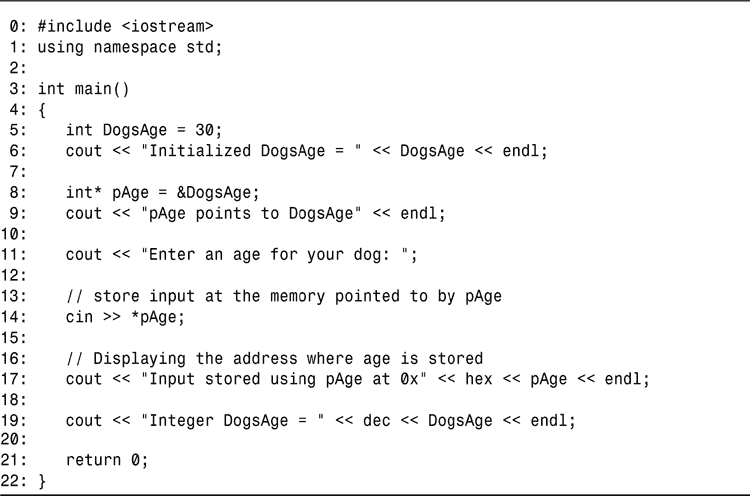 0: #include <iostream>
1: using namespace std;
2:
3: int main()
4: {
5:    int DogsAge = 30;
6:    cout << "Initialized DogsAge = " << DogsAge << endl;
7:
8:    int* pAge = &DogsAge;
9:    cout << "pAge points to DogsAge" << endl;
10:
11:    cout << "Enter an age for your dog: ";
12:
13:    // store input at the memory pointed to by pAge
14:    cin >> *pAge;
15:
16:    // Displaying the address where age is stored
17:    cout << "Input stored using pAge at 0x" << hex << pAge << endl;
18:
19:    cout << "Integer DogsAge = " << dec << DogsAge << endl;
20:
21:    return 0;
22: }